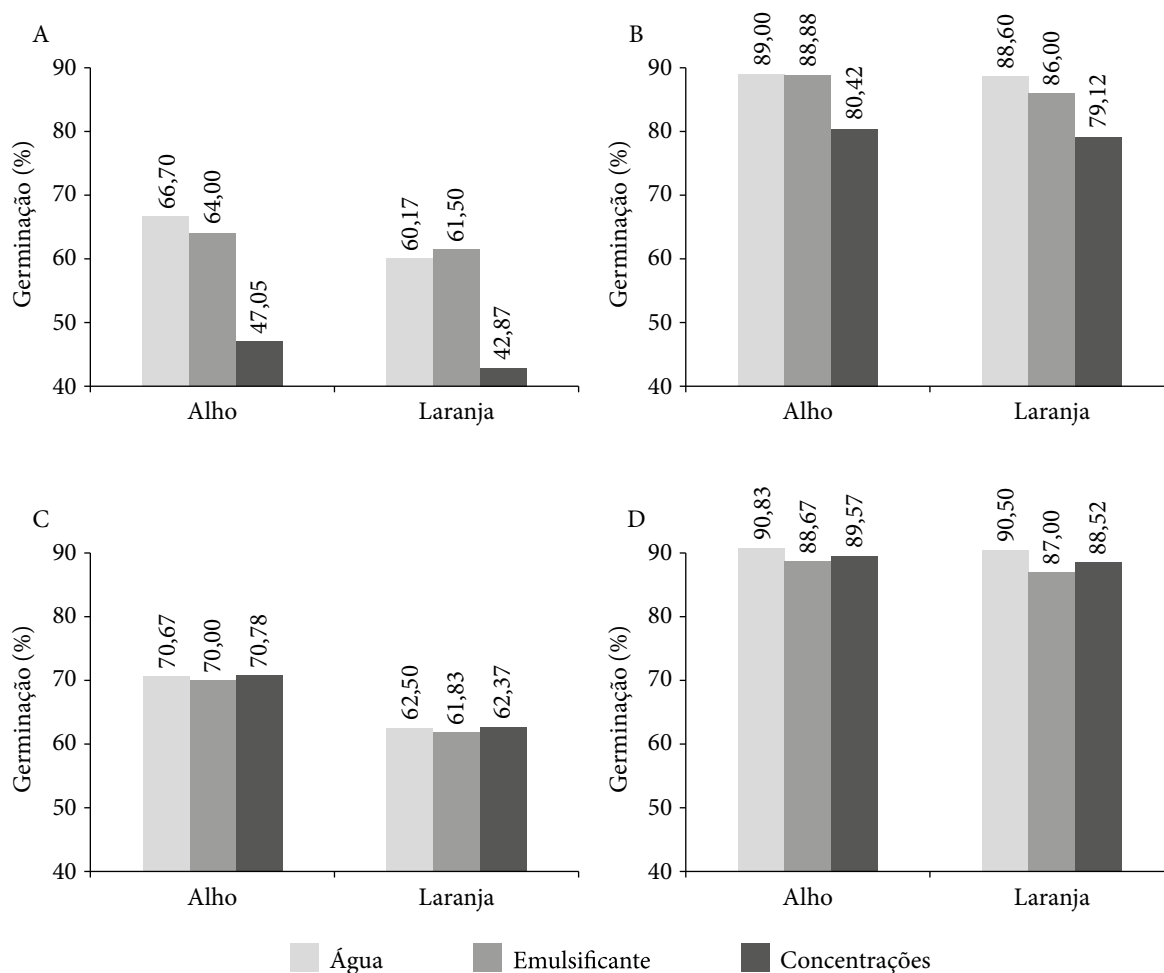 A
Germinação (%)
90
80
70
60
50
40
66,70
64,00
47,05
60,17
61,50
42,87
Alho
Laranja
B
Germinação (%)
90
80
70
60
50
40
89,00
88,88
80,42
88,60
86,00
79,12
Alho
Laranja
C
Germinação (%)
90
80
70
60
50
40
70,67
70,00
70,78
62,50
61,83
62,37
Alho
Laranja
D
Germinação (%)
90
80
70
60
50
40
90,83
88,67
89,57
90,50
87,00
88,52
Alho
Laranja
Água
Emulsificante
Concentrações